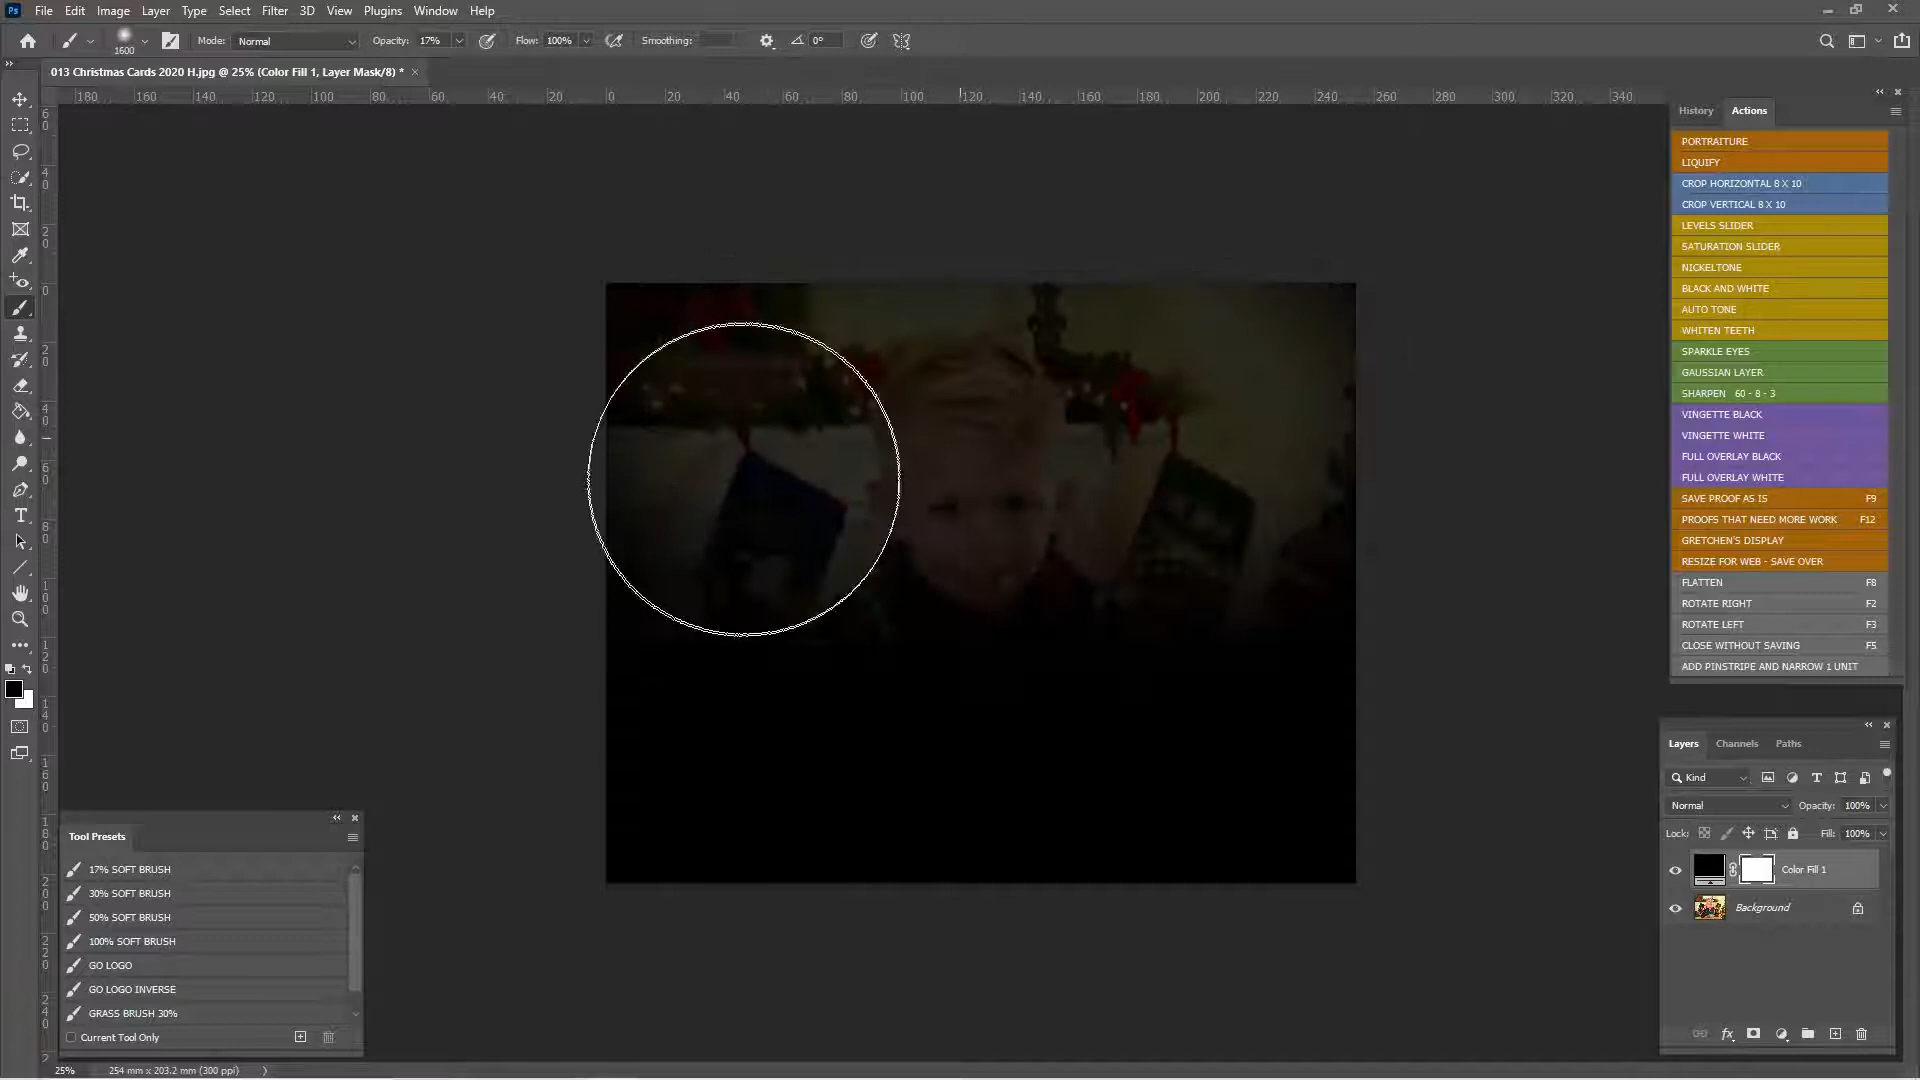 Ps File Edit Image Layer Type Select Filter 3D View Plugins Window Help
1600 Mode: Normal Opacity: 17% Flow: 100% Smoothing: 0°
013 Christmas Cards 2020 H.jpg @ 25% (Color Fill 1, Layer Mask/8) * ×
180 160 140 120 100 80 60 40 20 0 20 40 60 80 100 120 140 160 180 200 220 240 260 280 300 320 340
History Actions
PORTRAITURE
LIQUIFY
CROP HORIZONTAL 8 X 10
CROP VERTICAL 8 X 10
LEVELS SLIDER
SATURATION SLIDER
NICKELTONE
BLACK AND WHITE
AUTO TONE
WHITEN TEETH
SPARKLE EYES
GAUSSIAN LAYER
SHARPEN 60 - 8 - 3
VINGETTE BLACK
VINGETTE WHITE
FULL OVERLAY BLACK
FULL OVERLAY WHITE
SAVE PROOF AS IS F9
PROOFS THAT NEED MORE WORK F12
GRETCHEN'S DISPLAY
RESIZE FOR WEB - SAVE OVER
FLATTEN F8
ROTATE RIGHT F2
ROTATE LEFT F3
CLOSE WITHOUT SAVING F5
ADD PINSTRIPE AND NARROW 1 UNIT
Layers Channels Paths
Kind
Normal Opacity: 100%
Lock: Fill: 100%
Color Fill 1
Background
Tool Presets
17% SOFT BRUSH
30% SOFT BRUSH
50% SOFT BRUSH
100% SOFT BRUSH
GO LOGO
GO LOGO INVERSE
GRASS BRUSH 30%
Current Tool Only
25% 254 mm x 203.2 mm (300 ppi)